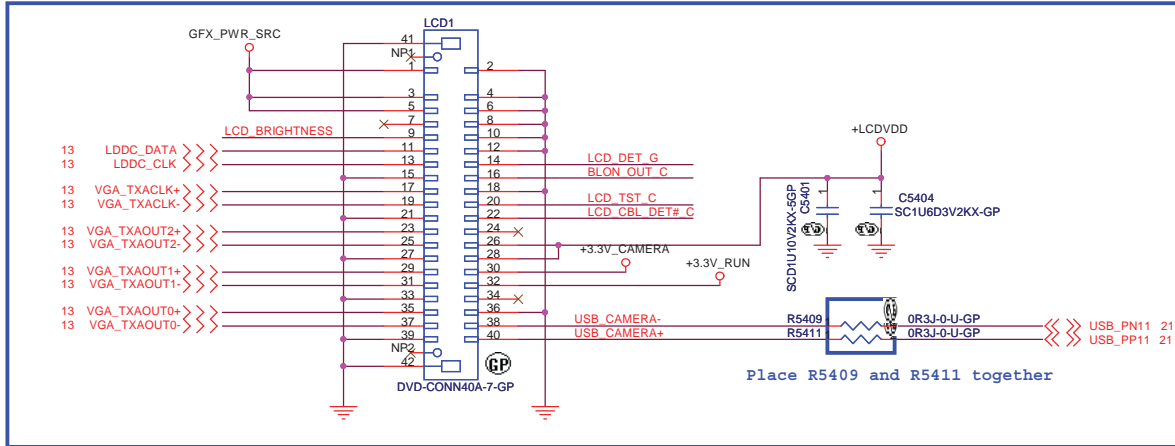 LCD1
GFX_PWR_SRC
41
NP1
1 2
3 4
5 6
7 8
LCD_BRIGHTNESS 9 10
13 LDDC_DATA 11 12
13 LDDC_CLK 13 14 LCD_DET_G
15 16 BLON_OUT_C
13 VGA_TXACLK+ 17 18
13 VGA_TXACLK- 19 20 LCD_TST_C
21 22 LCD_CBL_DET#_C
13 VGA_TXAOUT2+ 23 24
13 VGA_TXAOUT2- 25 26
27 28
13 VGA_TXAOUT1+ 29 30 +3.3V_CAMERA
13 VGA_TXAOUT1- 31 32 +3.3V_RUN
33 34
13 VGA_TXAOUT0+ 35 36
13 VGA_TXAOUT0- 37 38 USB_CAMERA-
39 40 USB_CAMERA+
NP2
42
GP
DVD-CONN40A-7-GP
+LCDVDD
1
C5401
SCD1U10V2KX-5GP
1
C5404
SC1U6D3V2KX-GP
R5409 1 0R3J-0-U-GP USB_PN11 21
R5411 1 0R3J-0-U-GP USB_PP11 21
Place R5409 and R5411 together